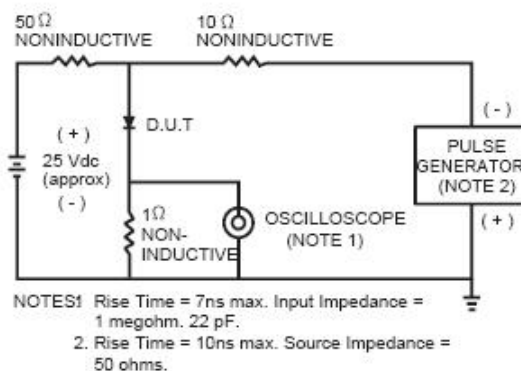 50 Ω
NONINDUCTIVE
10 Ω
NONINDUCTIVE
D.U.T
( + )
25 Vdc
(approx)
( - )
1Ω
NON-
INDUCTIVE
OSCILLOSCOPE
(NOTE 1)
( - )
PULSE
GENERATOR
(NOTE 2)
( + )
NOTES1 Rise Time = 7ns max. Input Impedance =
1 megohm. 22 pF.
2. Rise Time = 10ns max. Source Impedance =
50 ohms.